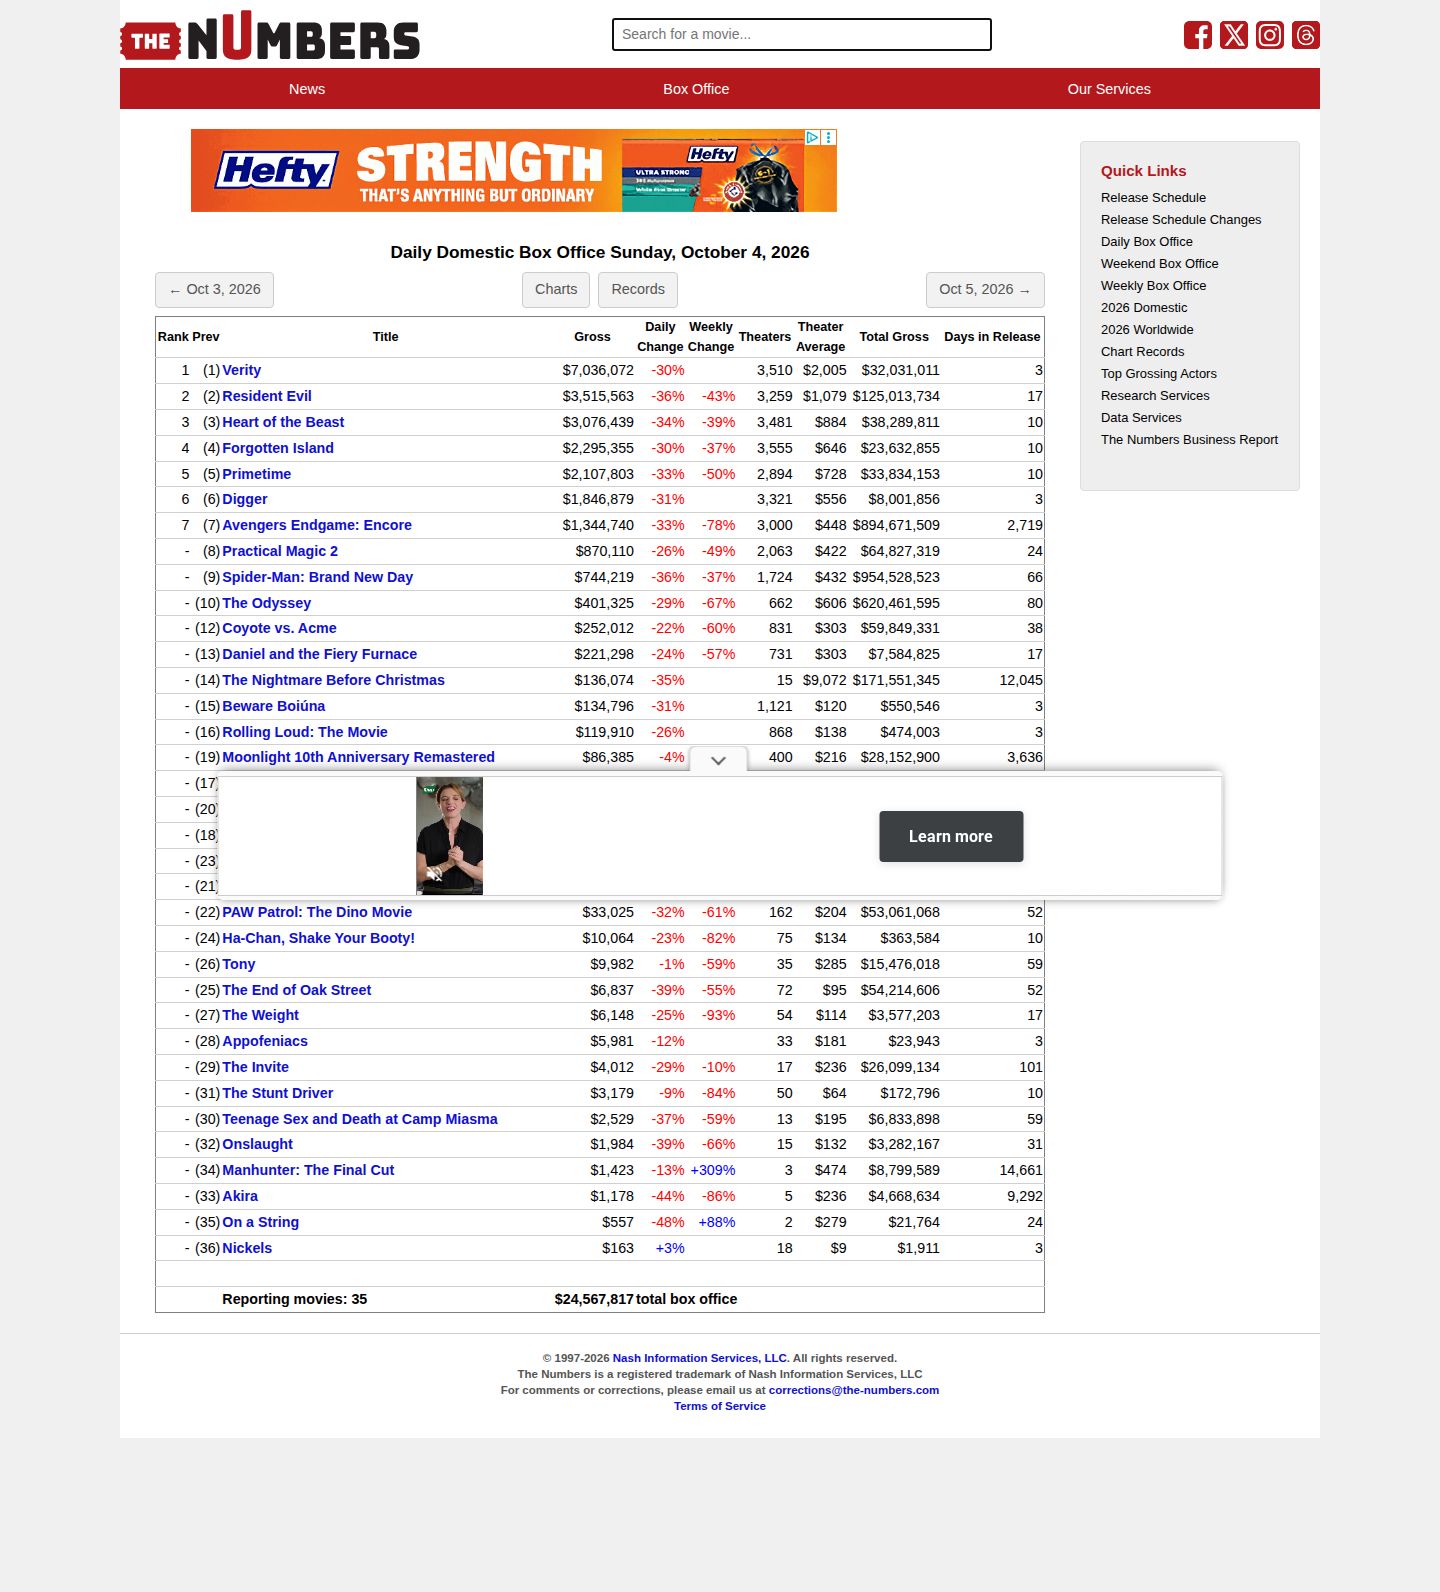 THE NUMBERS
Search for a movie...
News Box Office Our Services
Hefty STRENGTH
THAT'S ANYTHING BUT ORDINARY
Hefty
ULTRA STRONG
Quick Links
Release Schedule
Release Schedule Changes
Daily Box Office
Weekend Box Office
Weekly Box Office
2026 Domestic
2026 Worldwide
Chart Records
Top Grossing Actors
Research Services
Data Services
The Numbers Business Report
Daily Domestic Box Office Sunday, October 4, 2026
← Oct 3, 2026 Charts Records Oct 5, 2026 →
Rank Prev Title Gross Daily Change Weekly Change Theaters Theater Average Total Gross Days in Release
1 (1) Verity $7,036,072 -30% 3,510 $2,005 $32,031,011 3
2 (2) Resident Evil $3,515,563 -36% -43% 3,259 $1,079 $125,013,734 17
3 (3) Heart of the Beast $3,076,439 -34% -39% 3,481 $884 $38,289,811 10
4 (4) Forgotten Island $2,295,355 -30% -37% 3,555 $646 $23,632,855 10
5 (5) Primetime $2,107,803 -33% -50% 2,894 $728 $33,834,153 10
6 (6) Digger $1,846,879 -31% 3,321 $556 $8,001,856 3
7 (7) Avengers Endgame: Encore $1,344,740 -33% -78% 3,000 $448 $894,671,509 2,719
- (8) Practical Magic 2 $870,110 -26% -49% 2,063 $422 $64,827,319 24
- (9) Spider-Man: Brand New Day $744,219 -36% -37% 1,724 $432 $954,528,523 66
- (10) The Odyssey $401,325 -29% -67% 662 $606 $620,461,595 80
- (12) Coyote vs. Acme $252,012 -22% -60% 831 $303 $59,849,331 38
- (13) Daniel and the Fiery Furnace $221,298 -24% -57% 731 $303 $7,584,825 17
- (14) The Nightmare Before Christmas $136,074 -35% 15 $9,072 $171,551,345 12,045
- (15) Beware Boiúna $134,796 -31% 1,121 $120 $550,546 3
- (16) Rolling Loud: The Movie $119,910 -26% 868 $138 $474,003 3
- (19) Moonlight 10th Anniversary Remastered $86,385 -4% 400 $216 $28,152,900 3,636
- (17)
- (20)
- (18)
- (23)
- (21)
Learn more
- (22) PAW Patrol: The Dino Movie $33,025 -32% -61% 162 $204 $53,061,068 52
- (24) Ha-Chan, Shake Your Booty! $10,064 -23% -82% 75 $134 $363,584 10
- (26) Tony $9,982 -1% -59% 35 $285 $15,476,018 59
- (25) The End of Oak Street $6,837 -39% -55% 72 $95 $54,214,606 52
- (27) The Weight $6,148 -25% -93% 54 $114 $3,577,203 17
- (28) Appofeniacs $5,981 -12% 33 $181 $23,943 3
- (29) The Invite $4,012 -29% -10% 17 $236 $26,099,134 101
- (31) The Stunt Driver $3,179 -9% -84% 50 $64 $172,796 10
- (30) Teenage Sex and Death at Camp Miasma $2,529 -37% -59% 13 $195 $6,833,898 59
- (32) Onslaught $1,984 -39% -66% 15 $132 $3,282,167 31
- (34) Manhunter: The Final Cut $1,423 -13% +309% 3 $474 $8,799,589 14,661
- (33) Akira $1,178 -44% -86% 5 $236 $4,668,634 9,292
- (35) On a String $557 -48% +88% 2 $279 $21,764 24
- (36) Nickels $163 +3% 18 $9 $1,911 3
Reporting movies: 35 $24,567,817 total box office
© 1997-2026 Nash Information Services, LLC. All rights reserved.
The Numbers is a registered trademark of Nash Information Services, LLC
For comments or corrections, please email us at corrections@the-numbers.com
Terms of Service